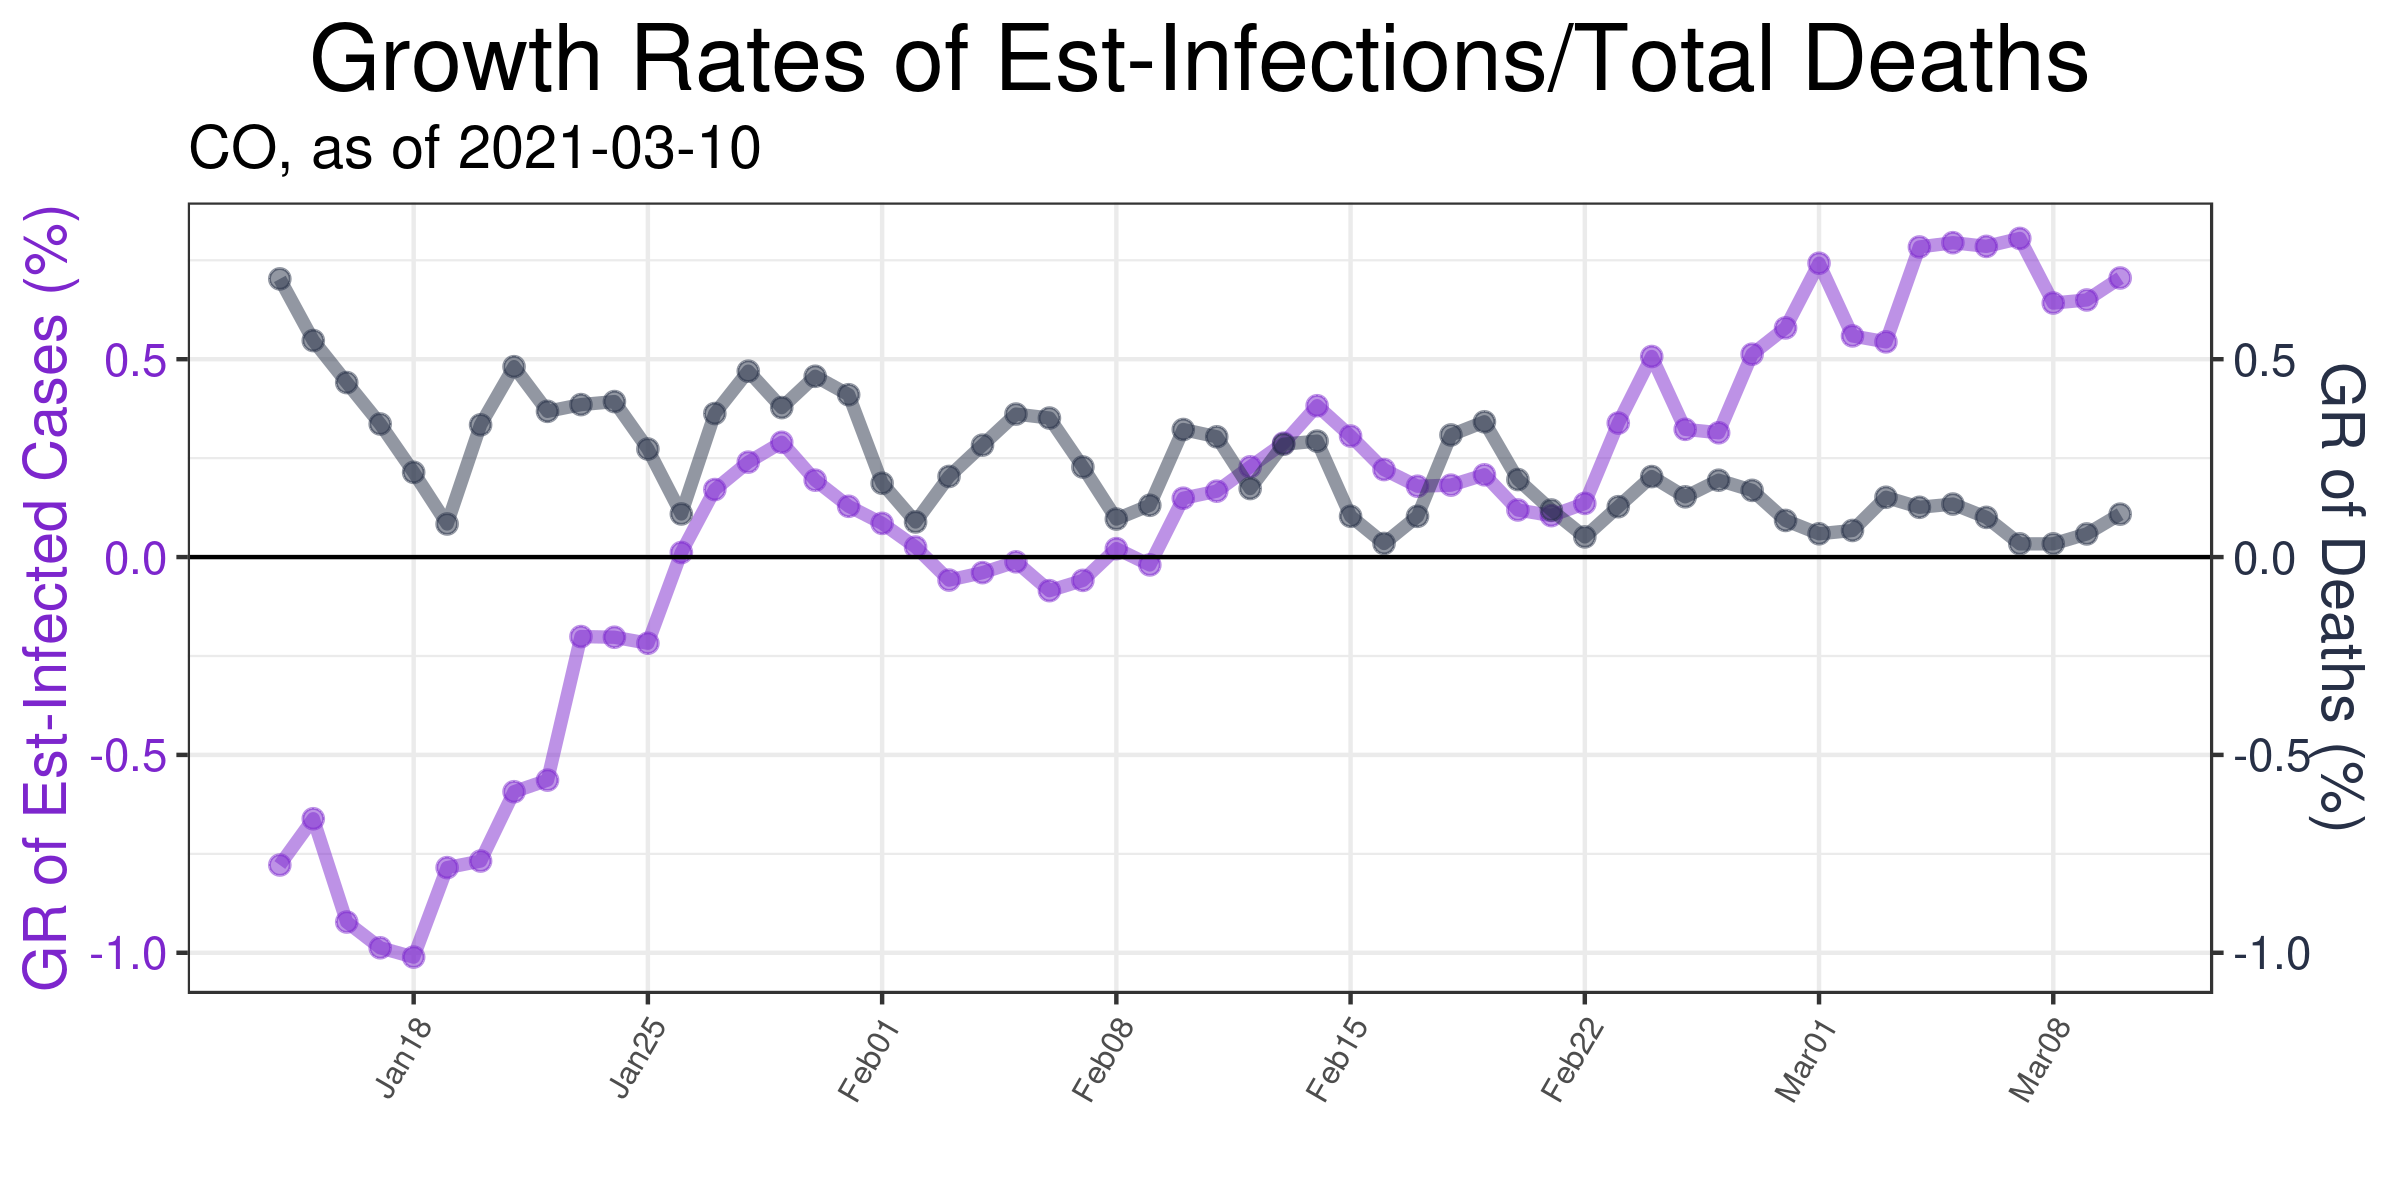 Growth Rates of Est-Infections/Total Deaths
CO, as of 2021-03-10
GR of Est-Infected Cases (%)
0.5
0.0
-0.5
-1.0
0.5
0.0
-0.5
-1.0
GR of Deaths (%)
Jan18
Jan25
Feb01
Feb08
Feb15
Feb22
Mar01
Mar08